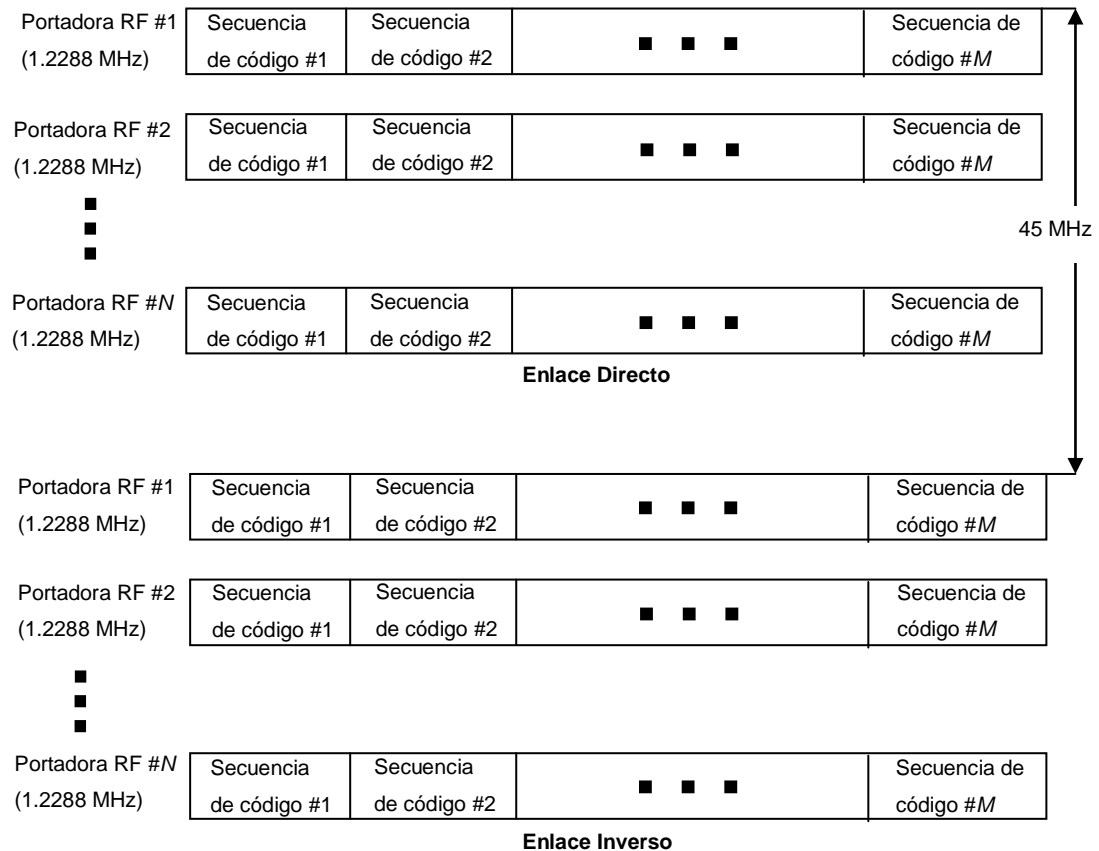 Portadora RF #1
(1.2288 MHz)
Secuencia
de código #1
Secuencia
de código #2
Secuencia de
código #M
Portadora RF #2
(1.2288 MHz)
Secuencia
de código #1
Secuencia
de código #2
Secuencia de
código #M
45 MHz
Portadora RF #N
(1.2288 MHz)
Secuencia
de código #1
Secuencia
de código #2
Secuencia de
código #M
Enlace Directo
Portadora RF #1
(1.2288 MHz)
Secuencia
de código #1
Secuencia
de código #2
Secuencia de
código #M
Portadora RF #2
(1.2288 MHz)
Secuencia
de código #1
Secuencia
de código #2
Secuencia de
código #M
Portadora RF #N
(1.2288 MHz)
Secuencia
de código #1
Secuencia
de código #2
Secuencia de
código #M
Enlace Inverso